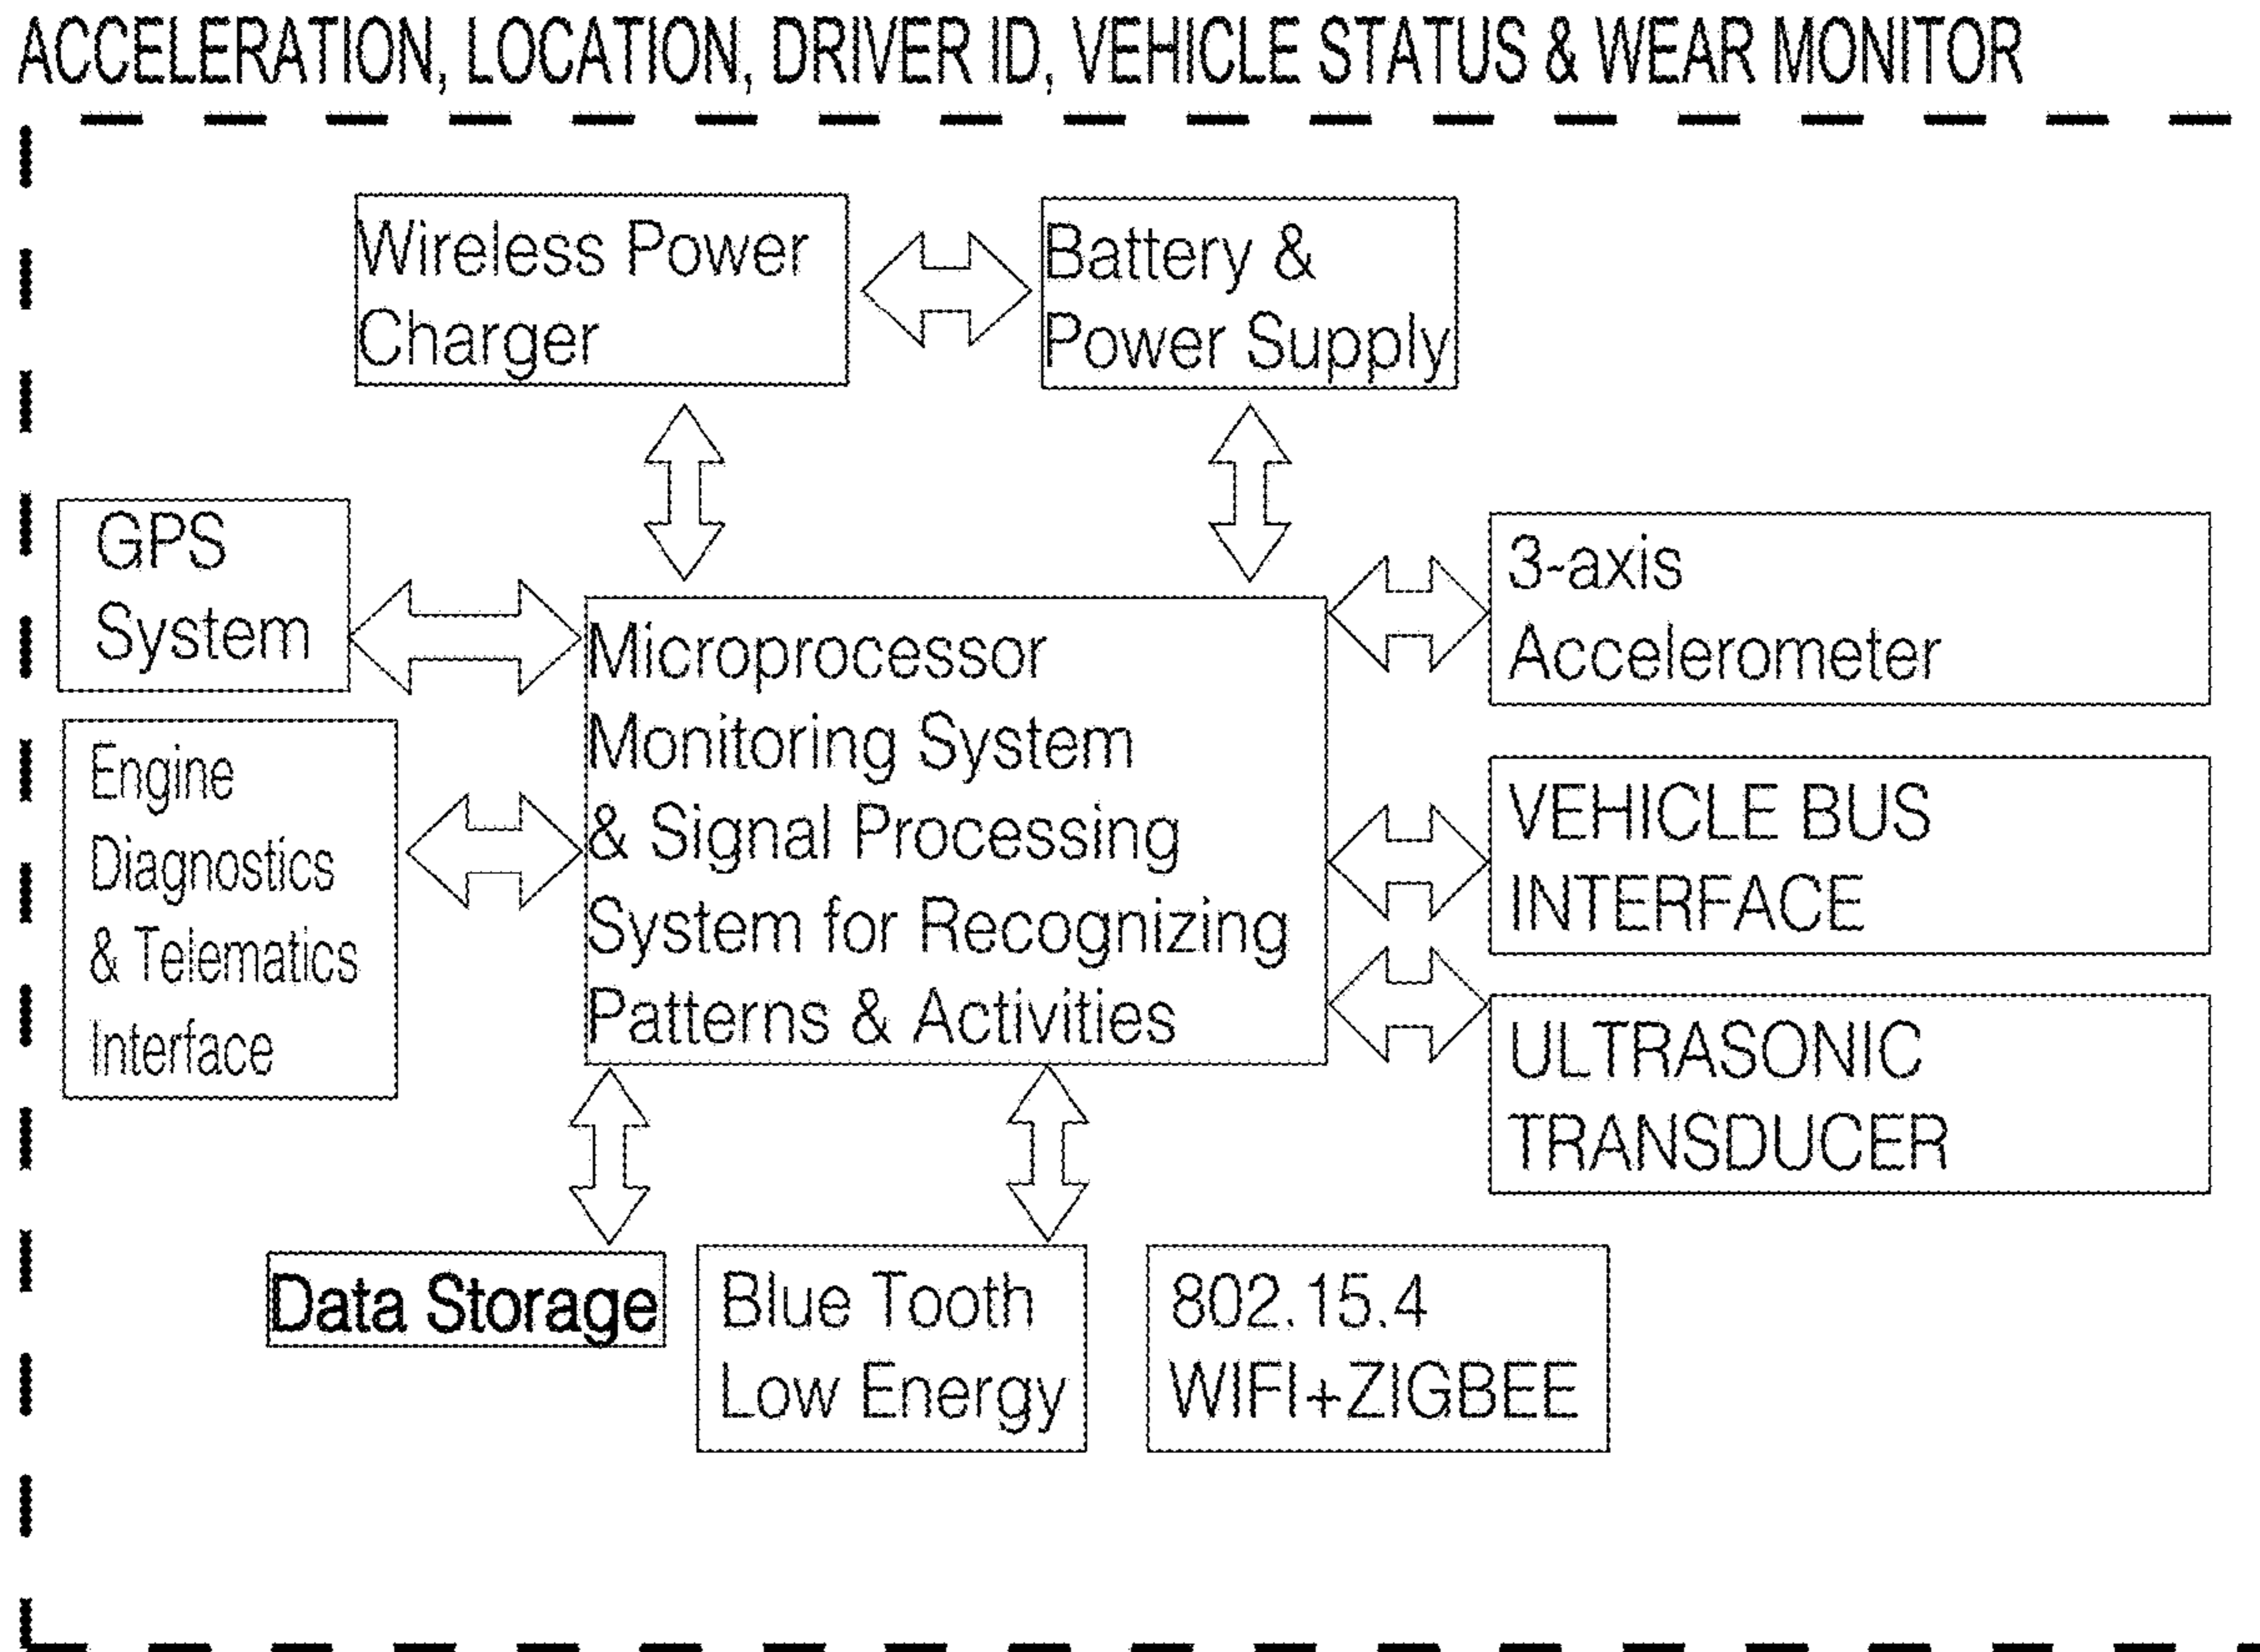 ACCELERATION, LOCATION, DRIVER ID, VEHICLE STATUS & WEAR MONITOR
Wireless Power
Charger
Battery &
Power Supply
GPS
System
3-axis
Accelerometer
Microprocessor
Monitoring System
& Signal Processing
System for Recognizing
Patterns & Activities
Engine
Diagnostics
& Telematics
Interface
VEHICLE BUS
INTERFACE
ULTRASONIC
TRANSDUCER
Data Storage
Blue Tooth
Low Energy
802.15.4
WIFI+ZIGBEE